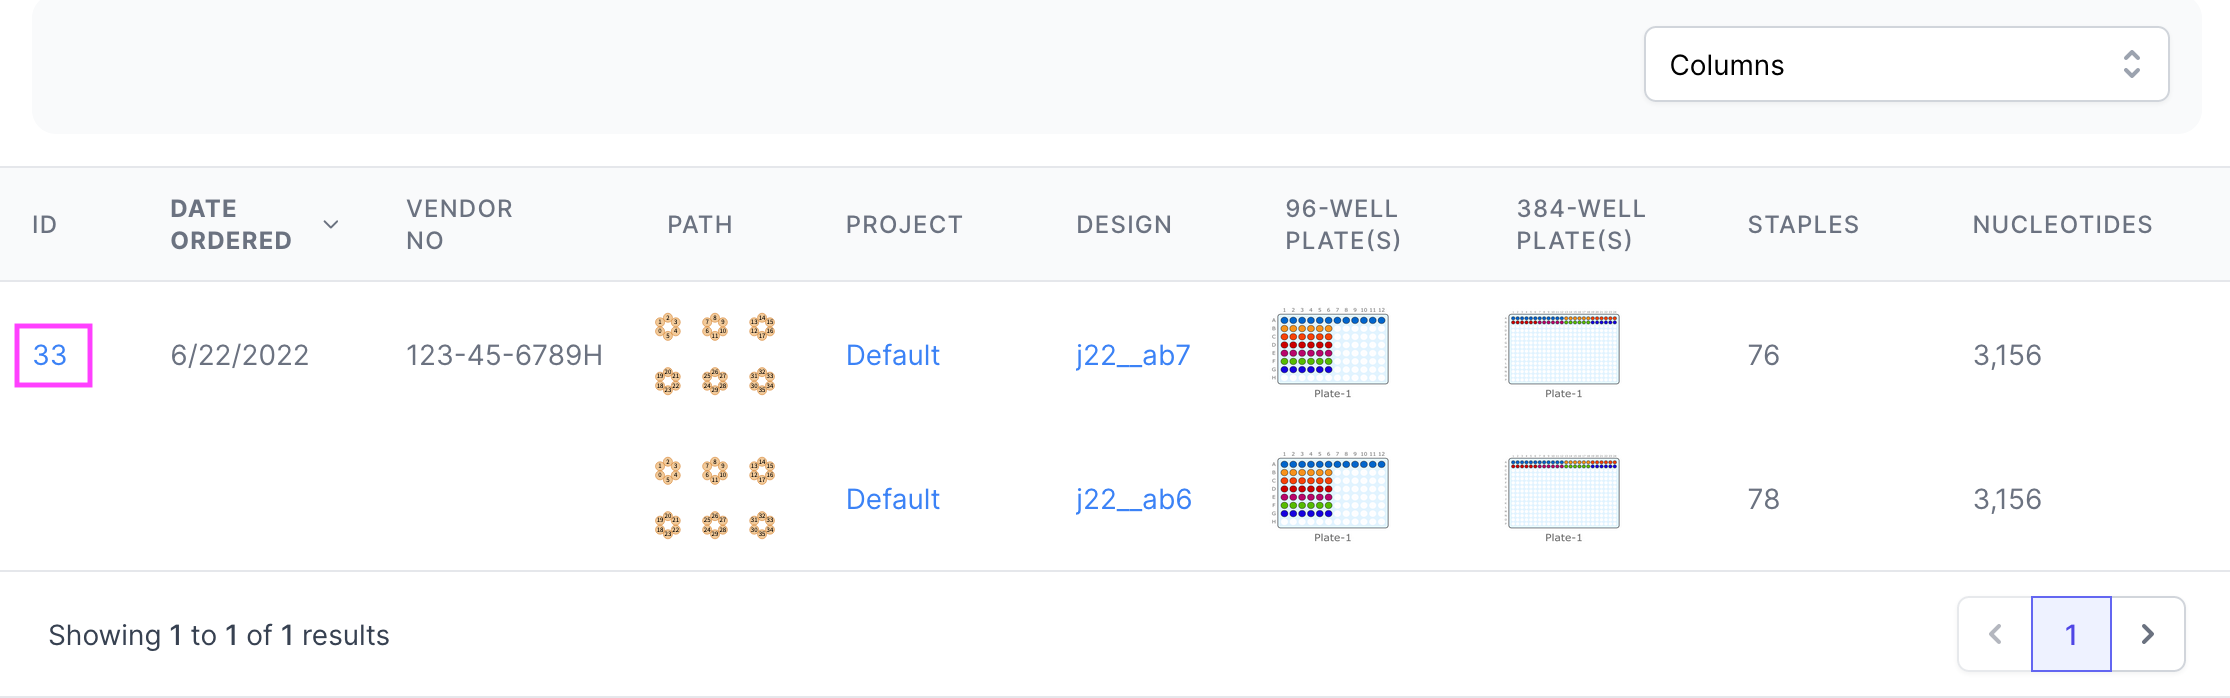 Columns
ID
DATE ORDERED
VENDOR NO
PATH
PROJECT
DESIGN
96-WELL PLATE(S)
384-WELL PLATE(S)
STAPLES
NUCLEOTIDES
33
6/22/2022
123-45-6789H
Default
j22__ab7
Plate-1
Plate-1
76
3,156
Default
j22__ab6
Plate-1
Plate-1
78
3,156
Showing 1 to 1 of 1 results
1